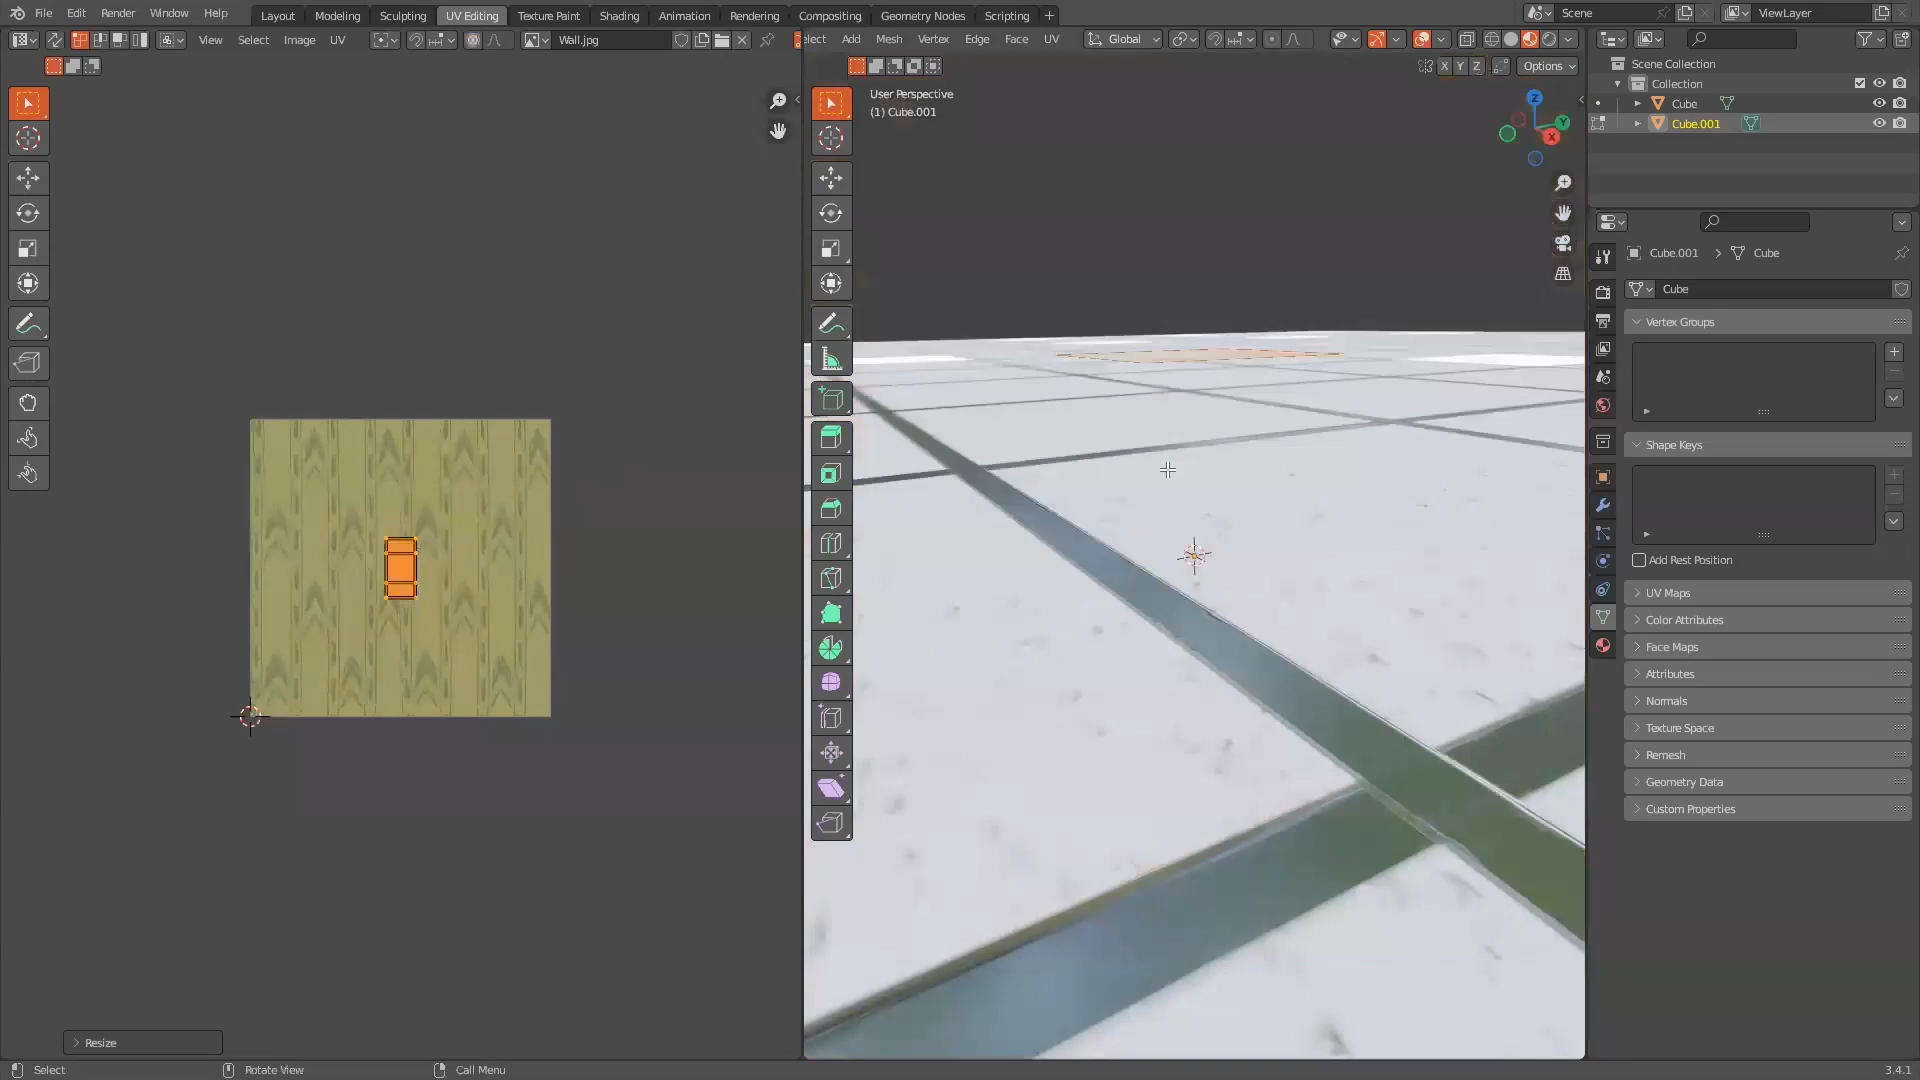 File Edit Render Window Help Layout Modeling Sculpting UV Editing Texture Paint Shading Animation Rendering Compositing Geometry Nodes Scripting + Scene ViewLayer
View Select Image UV Wall.jpg elect Add Mesh Vertex Edge Face UV Global
X Y Z Options
Scene Collection
Collection
Cube
Cube.001
User Perspective
(1) Cube.001
Z
Y
X
Cube.001 > Cube
Cube
Vertex Groups
Shape Keys
Add Rest Position
UV Maps
Color Attributes
Face Maps
Attributes
Normals
Texture Space
Remesh
Geometry Data
Custom Properties
Resize
Select Rotate View Call Menu 3.4.1